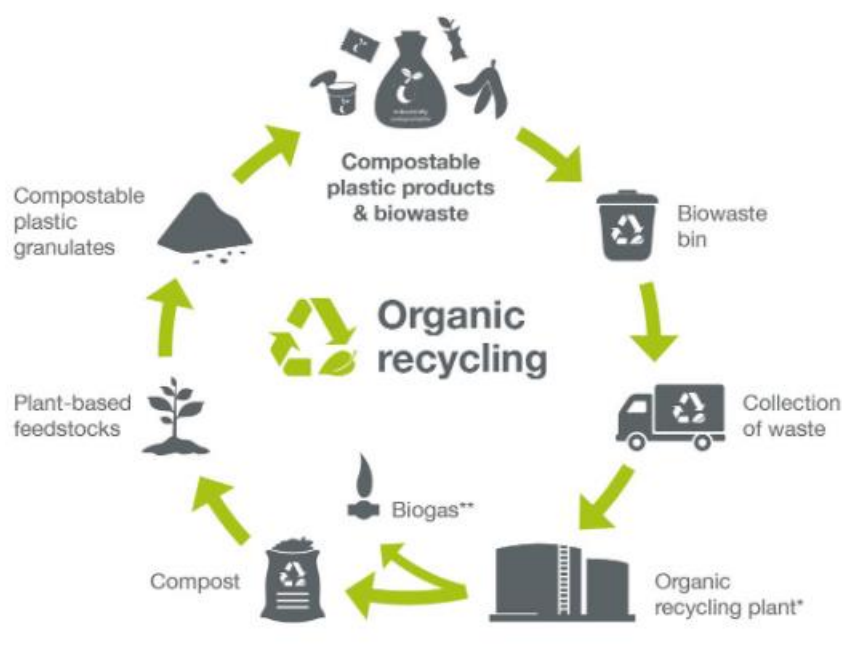 Compostable
plastic products
& biowaste
Biowaste
bin
Collection
of waste
Organic
recycling plant*
Biogas**
Compost
Plant-based
feedstocks
Compostable
plastic
granulates
Organic
recycling